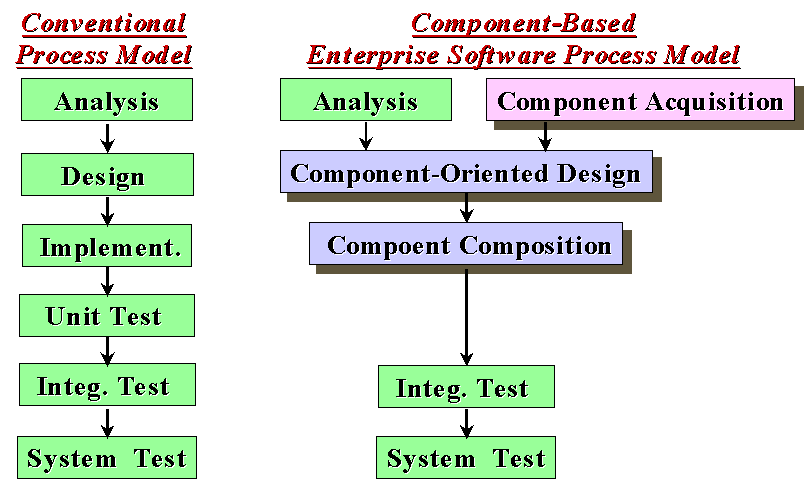 Conventional
Process Model
Analysis
Design
Implement.
Unit Test
Integ. Test
System Test
Component-Based
Enterprise Software Process Model
Analysis
Component Acquisition
Component-Oriented Design
Compoent Composition
Integ. Test
System Test